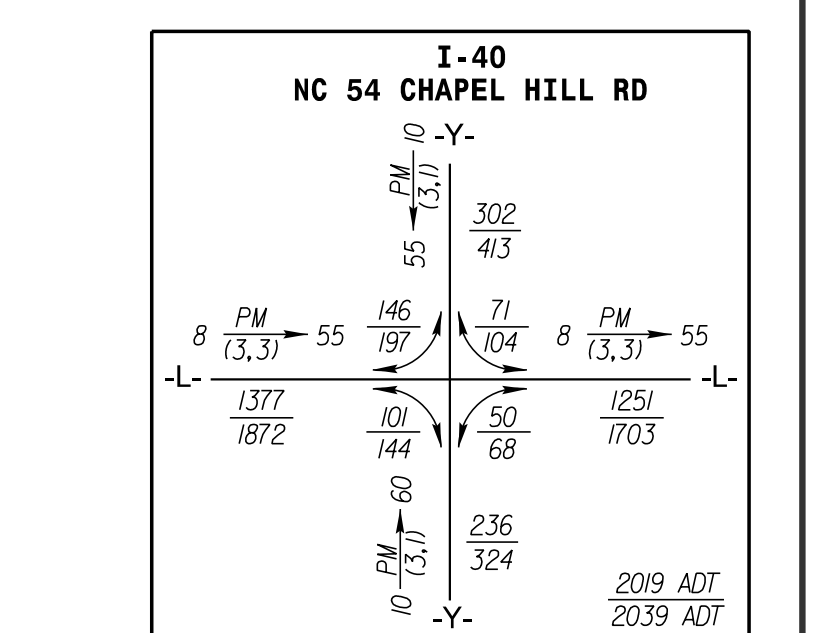 I-40
NC 54 CHAPEL HILL RD
-Y-
10 PM (3,1) 55
302
413
146
197
71
104
8 PM (3,3) 55
8 PM (3,3) 55
-L-
-L-
1377
1872
101
144
50
68
1251
1703
10 PM (3,1) 60
236
324
2019 ADT
2039 ADT
-Y-